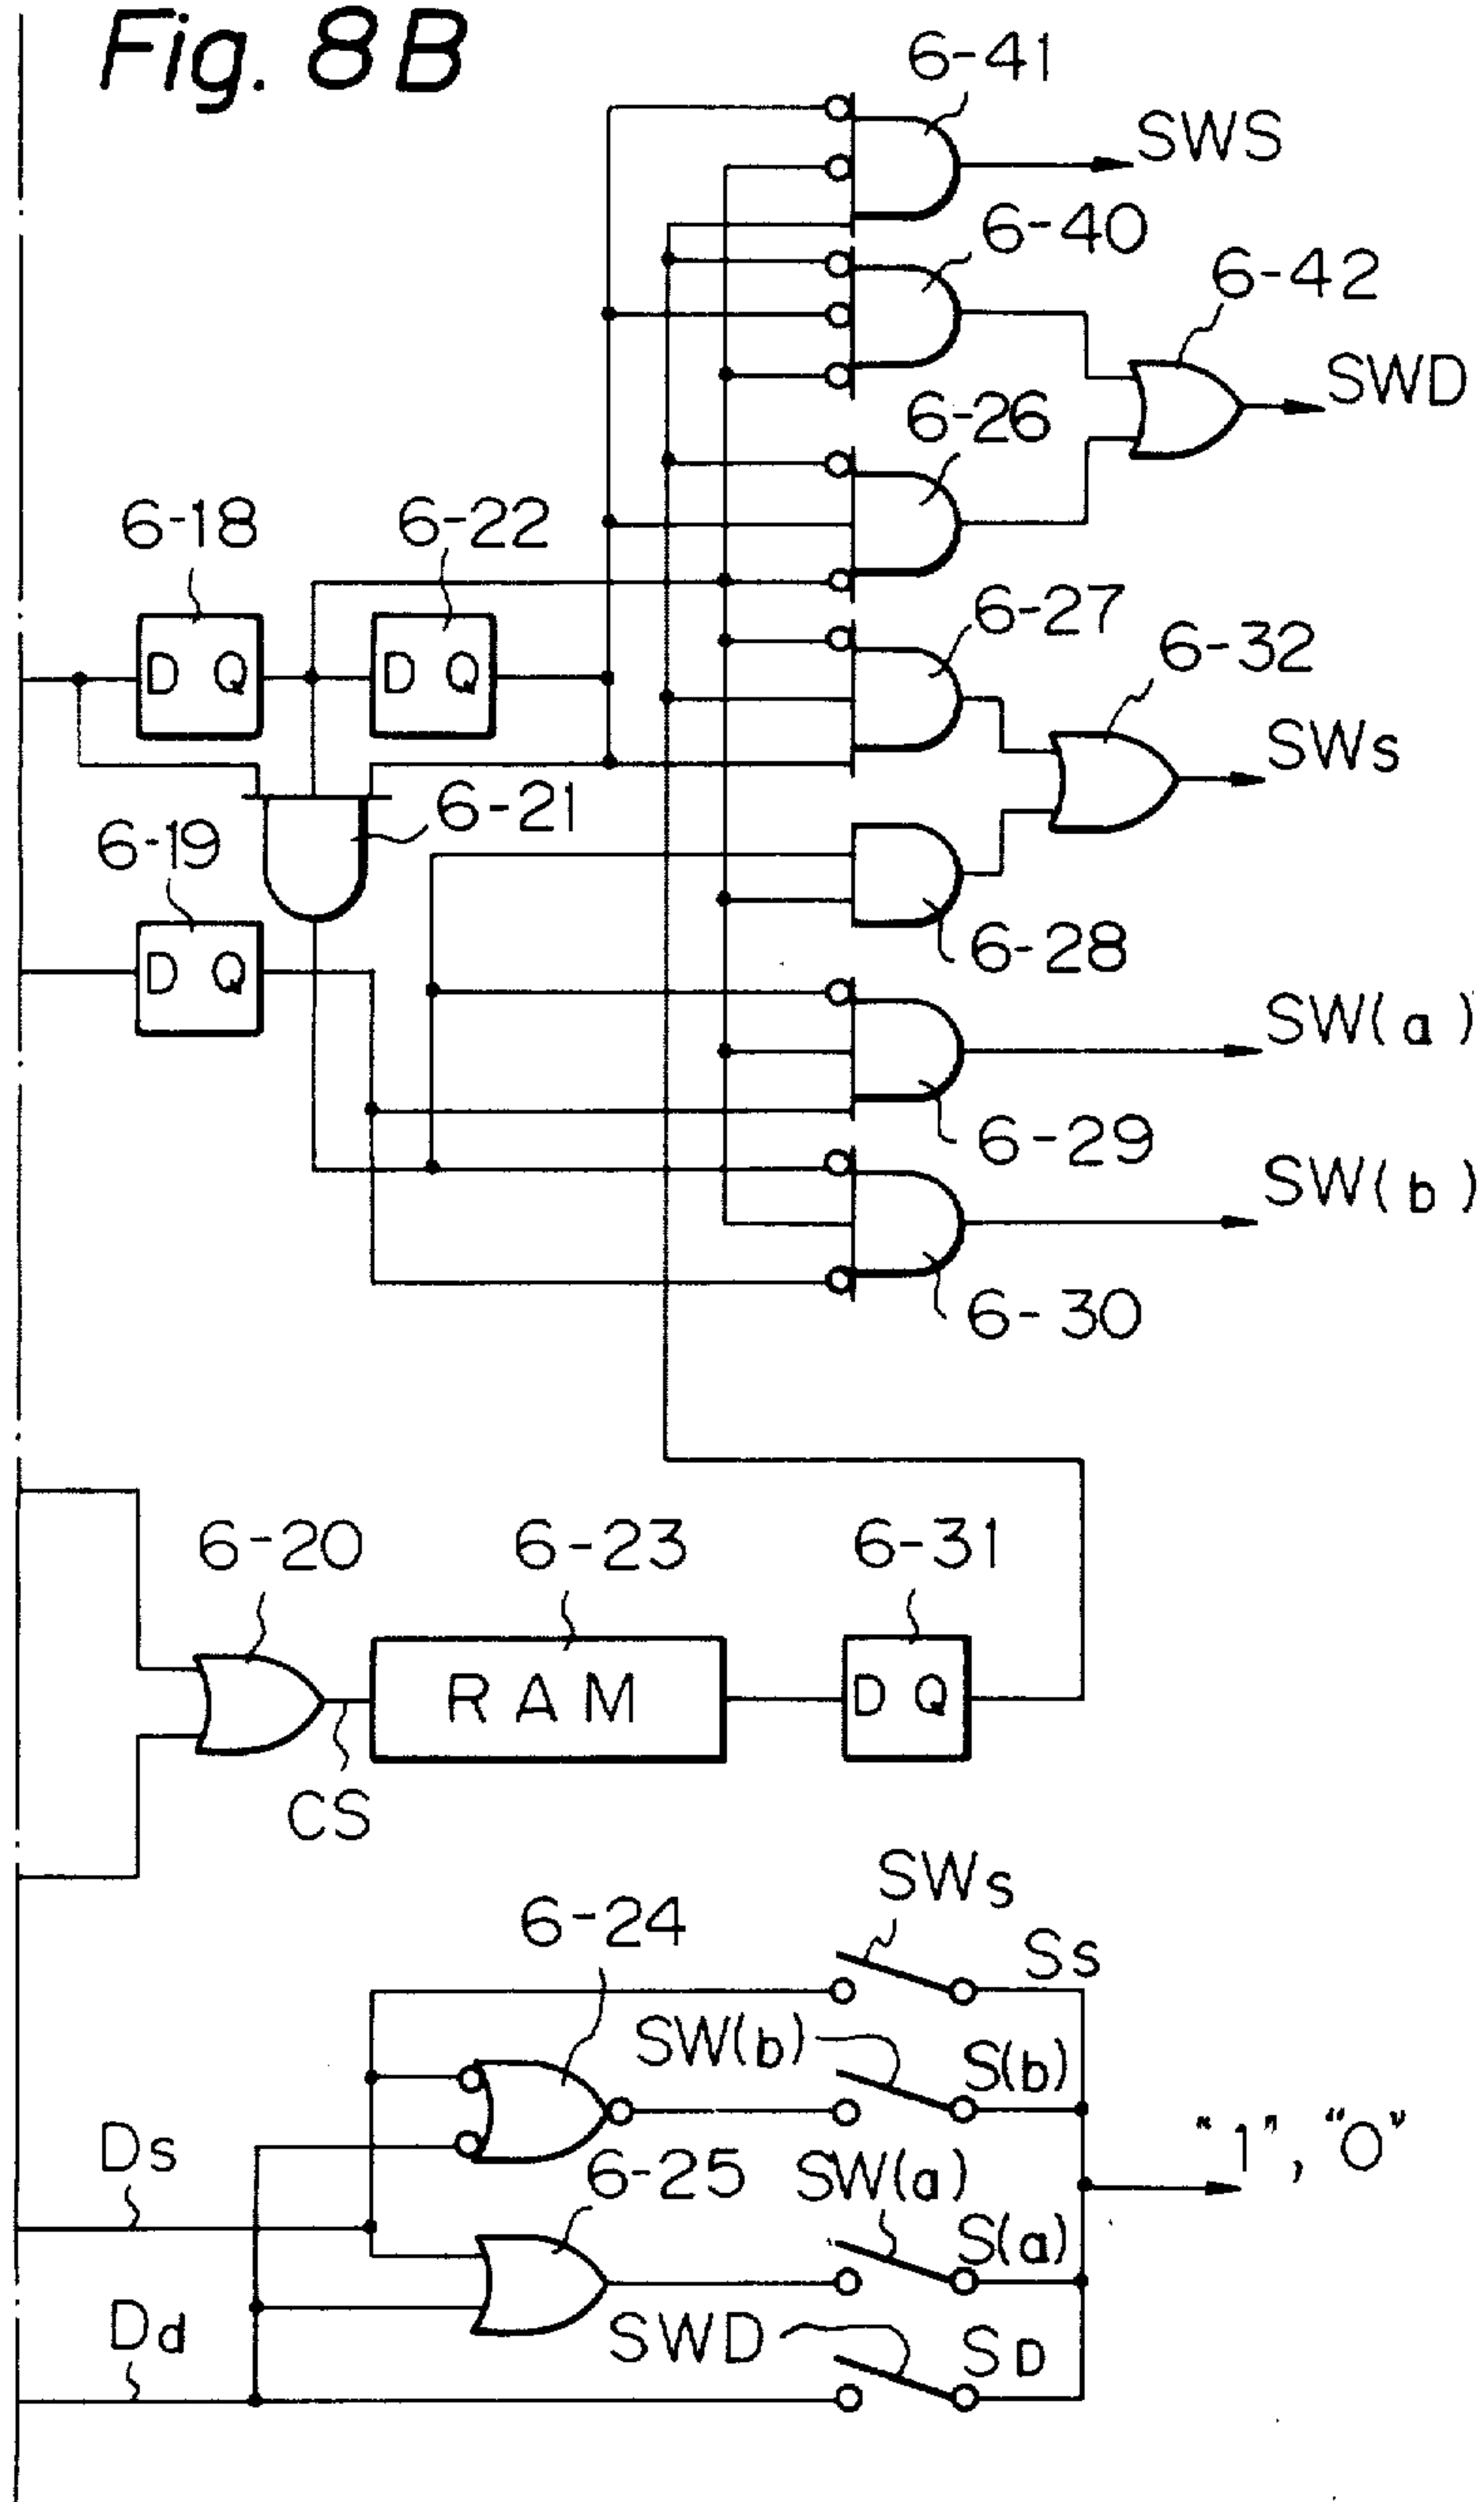 Fig. 8B
6-41
SWS
6-40
6-42
SWD
6-26
6-18
6-22
6-27
6-32
D Q
D Q
SWs
6-21
6-19
6-28
D Q
SW(a)
6-29
SW(b)
6-30
6-20
6-23
6-31
RAM
D Q
CS
SWs
6-24
Ss
SW(b)
S(b)
Ds
"1", "0"
6-25
SW(a)
S(a)
Dd
SWD
SD